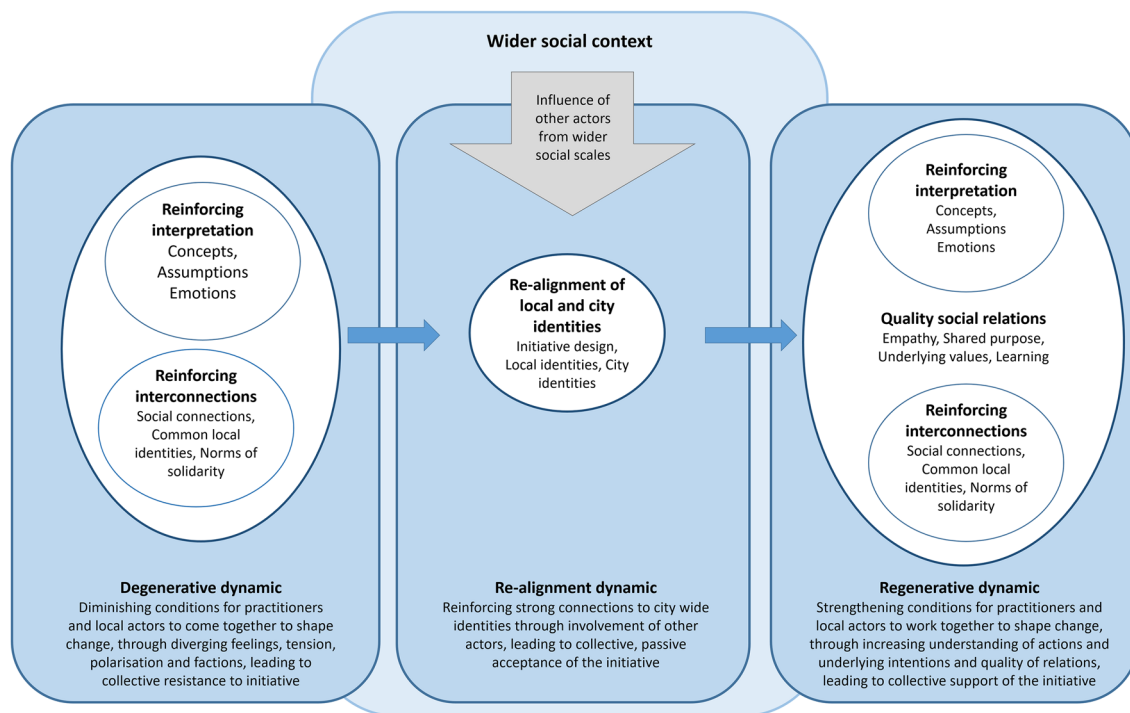 Wider social context
Influence of
other actors
from wider
social scales
Reinforcing
interpretation
Concepts,
Assumptions
Emotions
Reinforcing
interconnections
Social connections,
Common local
identities, Norms of
solidarity
Degenerative dynamic
Diminishing conditions for practitioners
and local actors to come together to shape
change, through diverging feelings, tension,
polarisation and factions, leading to
collective resistance to initiative
Re-alignment of
local and city
identities
Initiative design,
Local identities, City
identities
Re-alignment dynamic
Reinforcing strong connections to city wide
identities through involvement of other
actors, leading to collective, passive
acceptance of the initiative
Reinforcing
interpretation
Concepts,
Assumptions
Emotions
Quality social relations
Empathy, Shared purpose,
Underlying values, Learning
Reinforcing
interconnections
Social connections,
Common local
identities, Norms of
solidarity
Regenerative dynamic
Strengthening conditions for practitioners and
local actors to work together to shape change,
through increasing understanding of actions and
underlying intentions and quality of relations,
leading to collective support of the initiative